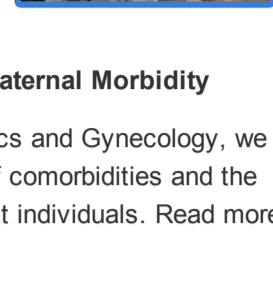 aternal Morbidity
cs and Gynecology, we
comorbidities and the
t individuals. Read more